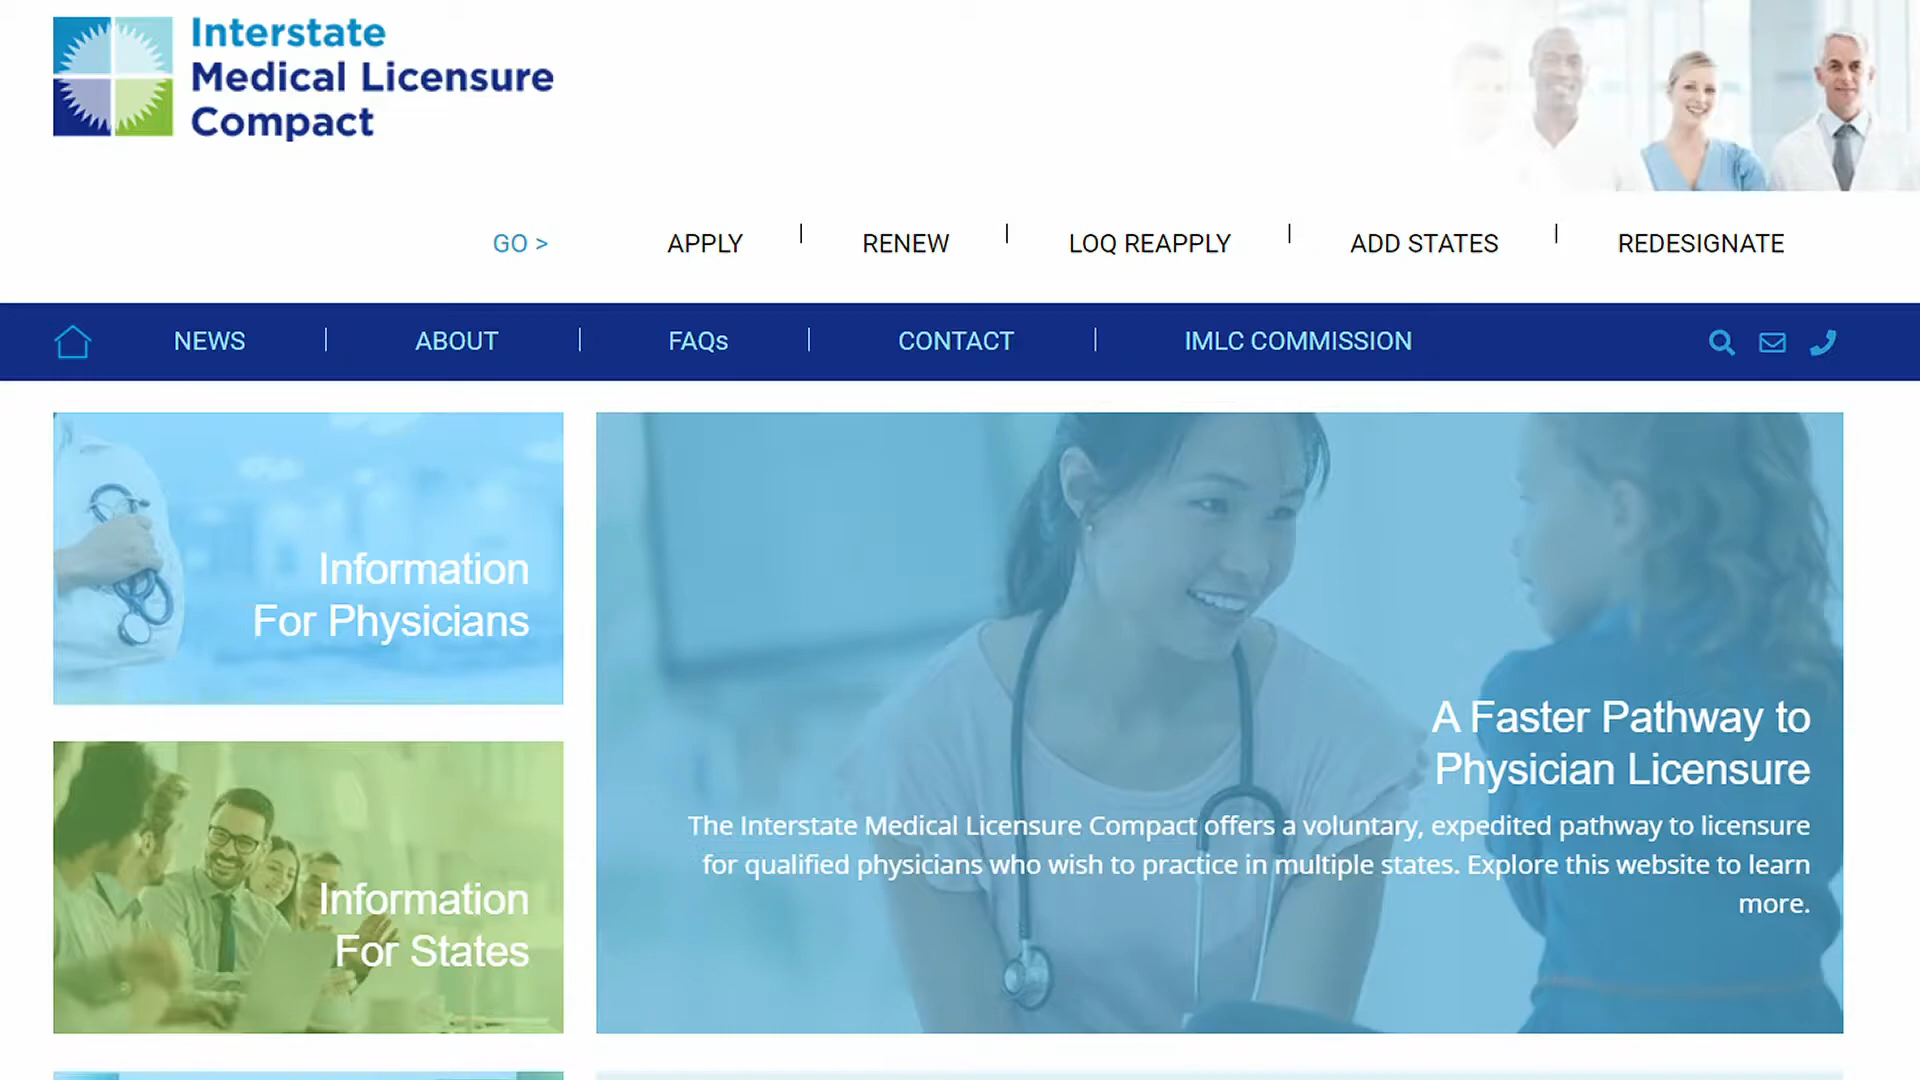 Interstate
Medical Licensure
Compact
GO > APPLY | RENEW | LOQ REAPPLY | ADD STATES | REDESIGNATE
NEWS | ABOUT | FAQs | CONTACT | IMLC COMMISSION
Information
For Physicians
A Faster Pathway to
Physician Licensure
The Interstate Medical Licensure Compact offers a voluntary, expedited pathway to licensure
for qualified physicians who wish to practice in multiple states. Explore this website to learn
more.
Information
For States